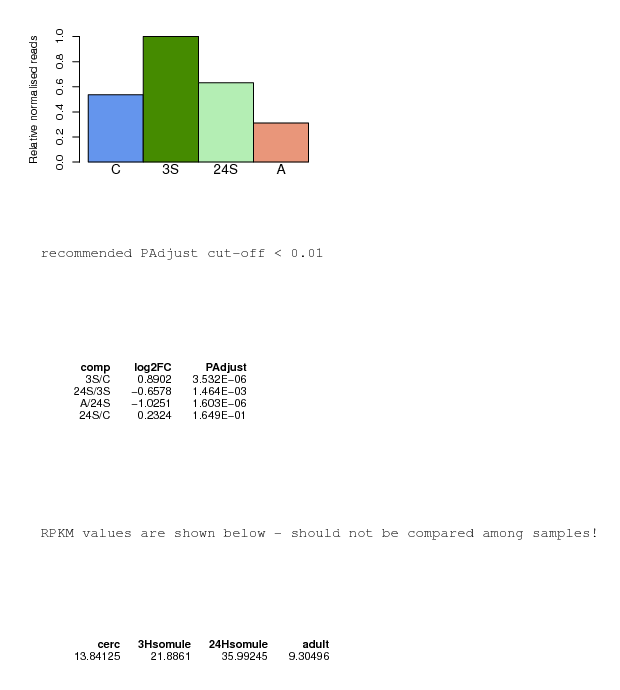 Relative normalised reads
1.0
0.8
0.6
0.4
0.2
0.0
C 3S 24S A
recommended PAdjust cut-off < 0.01
comp log2FC PAdjust
3S/C 0.8902 3.532E−06
24S/3S −0.6578 1.464E−03
A/24S −1.0251 1.603E−06
24S/C 0.2324 1.649E−01
RPKM values are shown below - should not be compared among samples!
cerc 3Hsomule 24Hsomule adult
13.84125 21.8861 35.99245 9.30496